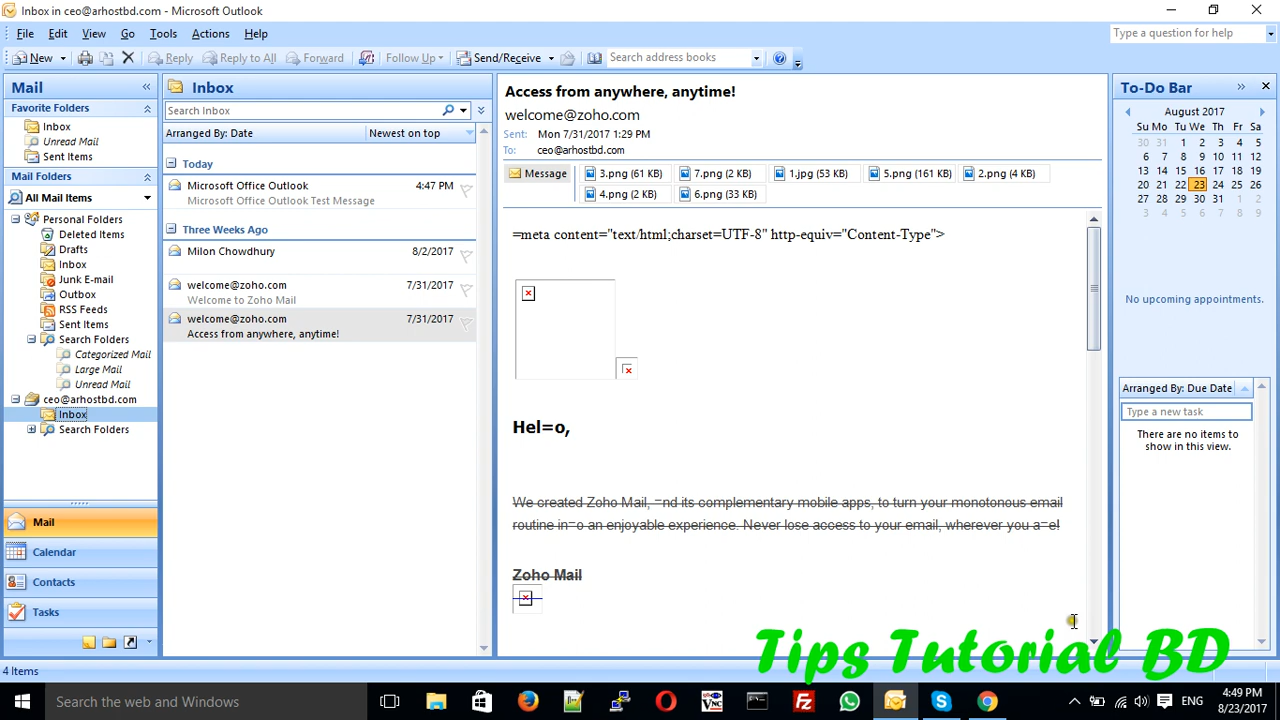 Inbox in ceo@arhostbd.com - Microsoft Outlook
File Edit View Go Tools Actions Help
Type a question for help
New Reply Reply to All Forward Follow Up Send/Receive Search address books
Mail
Favorite Folders
Inbox
Unread Mail
Sent Items
Mail Folders
All Mail Items
Personal Folders
Deleted Items
Drafts
Inbox
Junk E-mail
Outbox
RSS Feeds
Sent Items
Search Folders
Categorized Mail
Large Mail
Unread Mail
ceo@arhostbd.com
Inbox
Search Folders
Mail
Calendar
Contacts
Tasks
Inbox
Search Inbox
Arranged By: Date Newest on top
Today
Microsoft Office Outlook 4:47 PM
Microsoft Office Outlook Test Message
Three Weeks Ago
Milon Chowdhury 8/2/2017
welcome@zoho.com 7/31/2017
Welcome to Zoho Mail
welcome@zoho.com 7/31/2017
Access from anywhere, anytime!
Access from anywhere, anytime!
welcome@zoho.com
Sent: Mon 7/31/2017 1:29 PM
To: ceo@arhostbd.com
Message 3.png (61 KB) 7.png (2 KB) 1.jpg (53 KB) 5.png (161 KB) 2.png (4 KB)
4.png (2 KB) 6.png (33 KB)
=meta content="text/html;charset=UTF-8" http-equiv="Content-Type">
Hel=o,
We created Zoho Mail, =nd its complementary mobile apps, to turn your monotonous email
routine in=o an enjoyable experience. Never lose access to your email, wherever you a=e!
Zoho Mail
To-Do Bar
August 2017
Su Mo Tu We Th Fr Sa
30 31 1 2 3 4 5
6 7 8 9 10 11 12
13 14 15 16 17 18 19
20 21 22 23 24 25 26
27 28 29 30 31 1 2
3 4 5 6 7 8 9
No upcoming appointments.
Arranged By: Due Date
Type a new task
There are no items to
show in this view.
Tips Tutorial BD
4 Items
Search the web and Windows
ENG
4:49 PM
8/23/2017